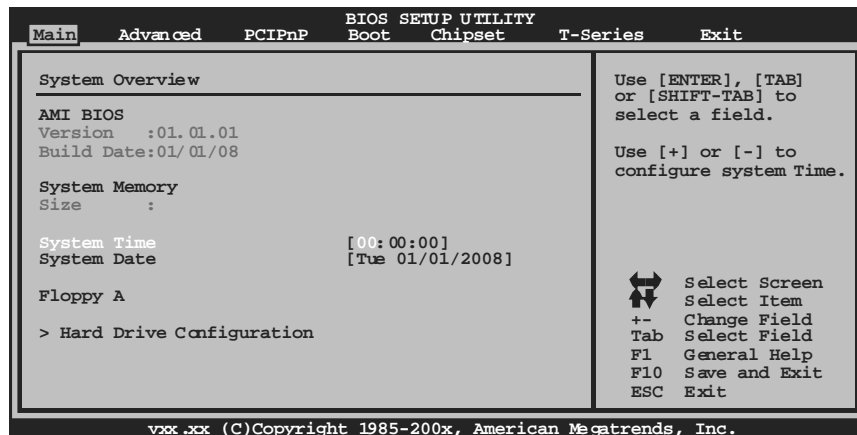 BIOS SETUP UTILITY
Main Advanced PCIPnP Boot Chipset T-Series Exit
System Overview
AMI BIOS
Version :01.01.01
Build Date:01/01/08
System Memory
Size :
System Time [00:00:00]
System Date [Tue 01/01/2008]
Floppy A
> Hard Drive Configuration
Use [ENTER], [TAB]
or [SHIFT-TAB] to
select a field.
Use [+] or [-] to
configure system Time.
Select Screen
Select Item
+- Change Field
Tab Select Field
F1 General Help
F10 Save and Exit
ESC Exit
vxx.xx (C)Copyright 1985-200x, American Megatrends, Inc.